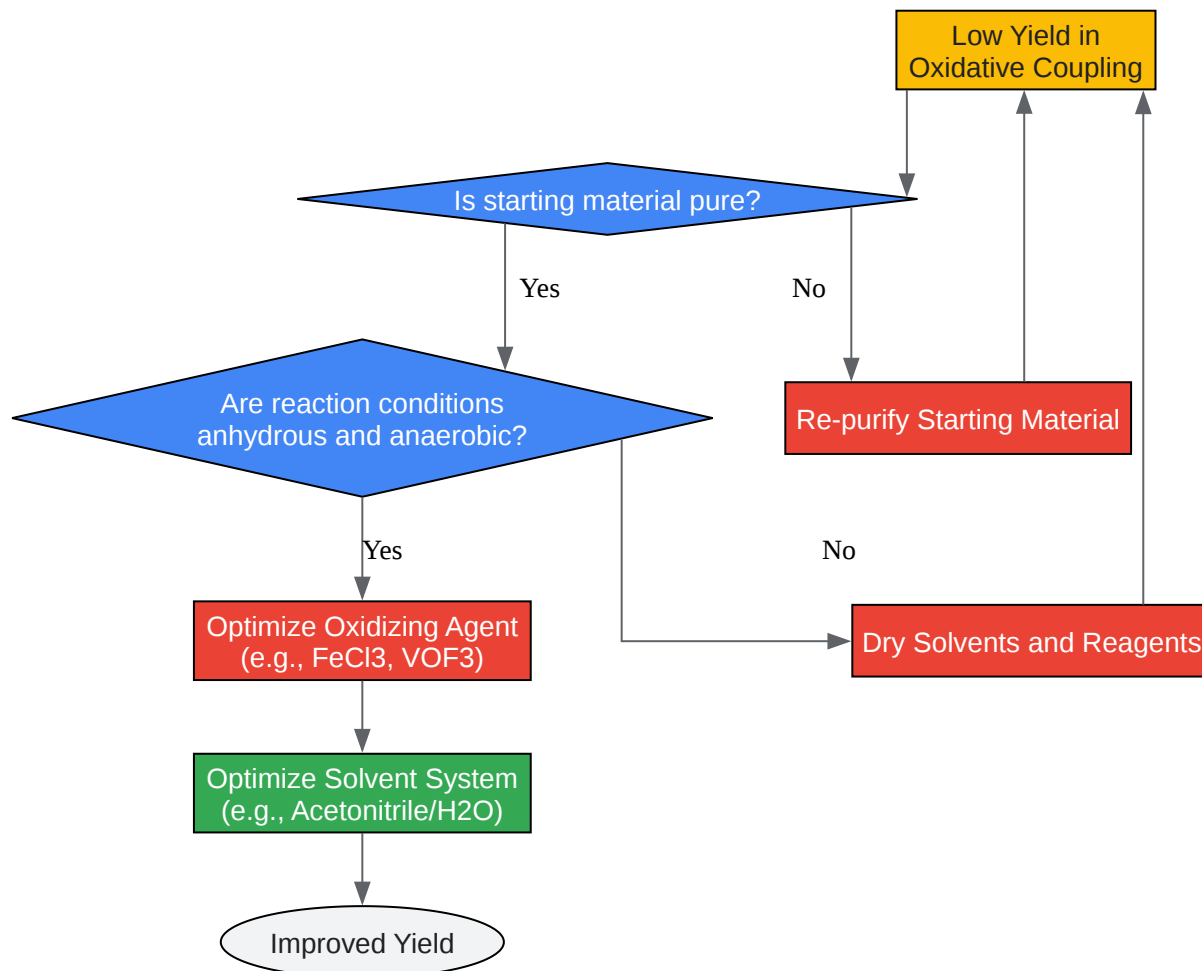 Low Yield in
Oxidative Coupling
Is starting material pure?
Yes
No
Are reaction conditions
anhydrous and anaerobic?
Re-purify Starting Material
Yes
No
Optimize Oxidizing Agent
(e.g., FeCl3, VOF3)
Dry Solvents and Reagents
Optimize Solvent System
(e.g., Acetonitrile/H2O)
Improved Yield